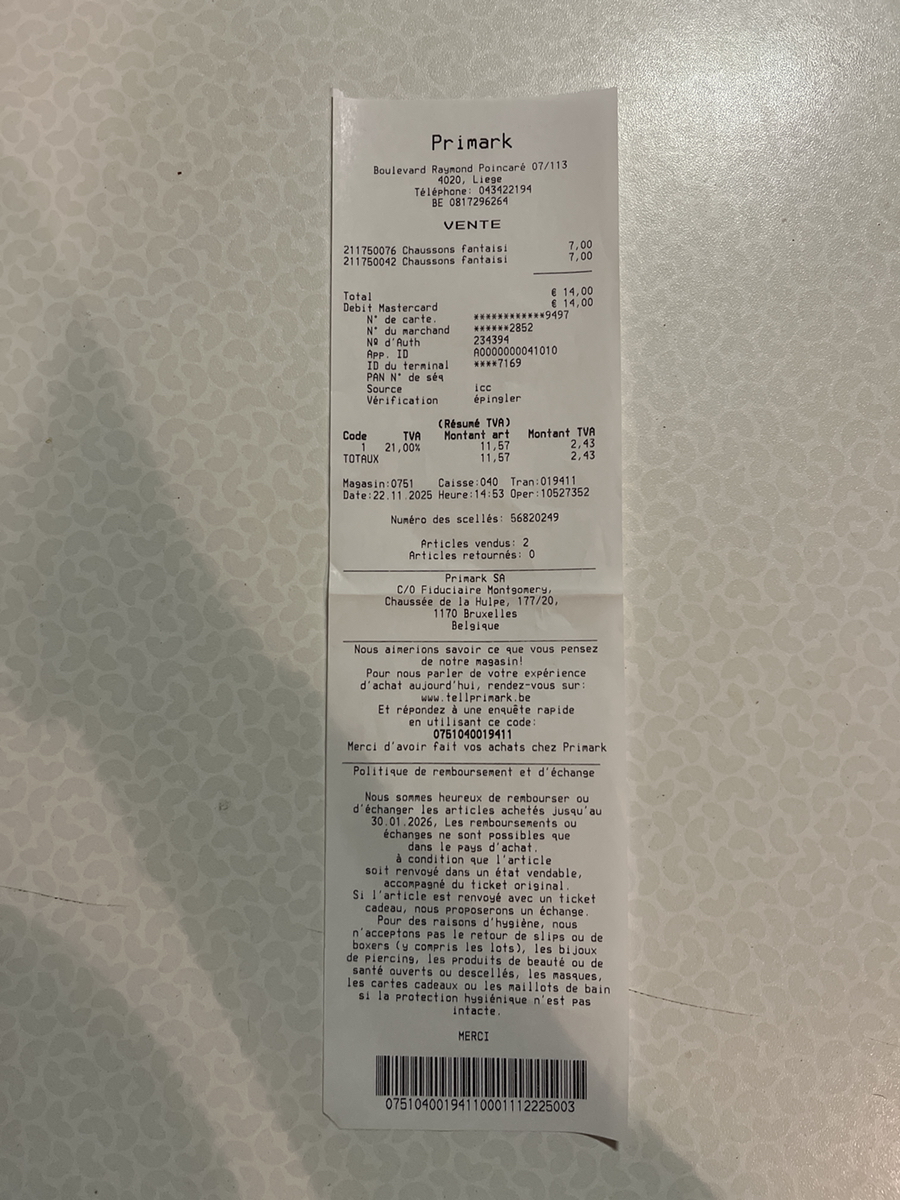 Primark
Boulevard Raymond Poincaré 07/113
4020, Liege
Téléphone: 043422194
BE 0817296264
VENTE
211750076 Chaussons fantaisi 7,00
211750042 Chaussons fantaisi 7,00
Total € 14,00
Debit Mastercard € 14,00
N° de carte. ************9497
N° du marchand ******2852
Nº d'Auth 234394
App. ID A0000000041010
ID du terminal ****7169
PAN N° de séq
Source icc
Vérification épingler
(Résumé TVA)
Code TVA Montant art Montant TVA
1 21,00% 11,57 2,43
TOTAUX 11,57 2,43
Magasin:0751 Caisse:040 Tran:019411
Date:22.11.2025 Heure:14:53 Oper:10527352
Numéro des scellés: 56820249
Articles vendus: 2
Articles retournés: 0
Primark SA
C/O Fiduciaire Montgomery,
Chaussée de la Hulpe, 177/20,
1170 Bruxelles
Belgique
Nous aimerions savoir ce que vous pensez
de notre magasin!
Pour nous parler de votre expérience
d'achat aujourd'hui, rendez-vous sur:
www.tellprimark.be
Et répondez à une enquête rapide
en utilisant ce code:
0751040019411
Merci d'avoir fait vos achats chez Primark
Politique de remboursement et d'échange
Nous sommes heureux de rembourser ou
d'échanger les articles achetés jusqu'au
30.01.2026, Les remboursements ou
échanges ne sont possibles que
dans le pays d'achat.
à condition que l'article
soit renvoyé dans un état vendable,
accompagné du ticket original.
Si l'article est renvoyé avec un ticket
cadeau, nous proposerons un échange.
Pour des raisons d'hygiène, nous
n'acceptons pas le retour de slips ou de
boxers (y compris les lots), les bijoux
de piercing, les produits de beauté ou de
santé ouverts ou descellés, les masques,
les cartes cadeaux ou les maillots de bain
si la protection hygiénique n'est pas
intacte.
MERCI
07510400194110001112225003